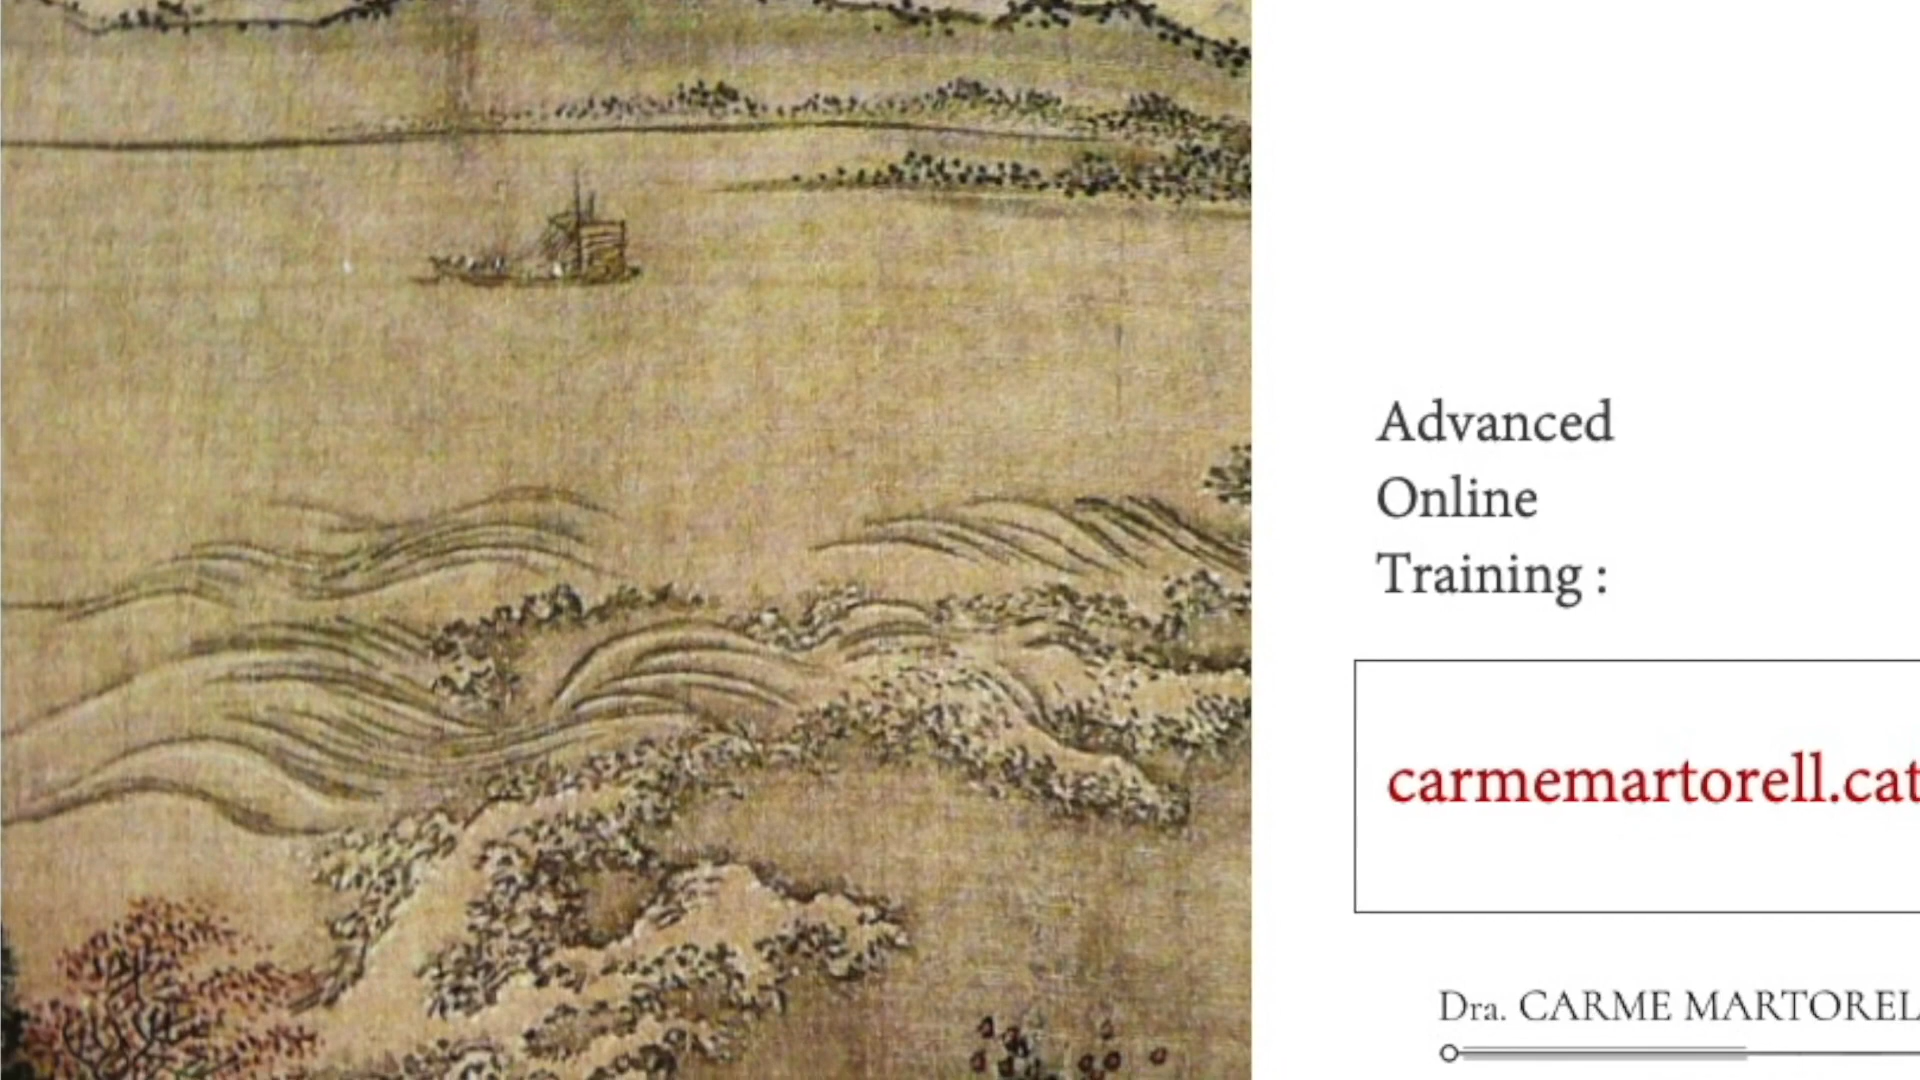 Advanced
Online
Training :
carmemartorell.cat
Dra. CARME MARTOREL